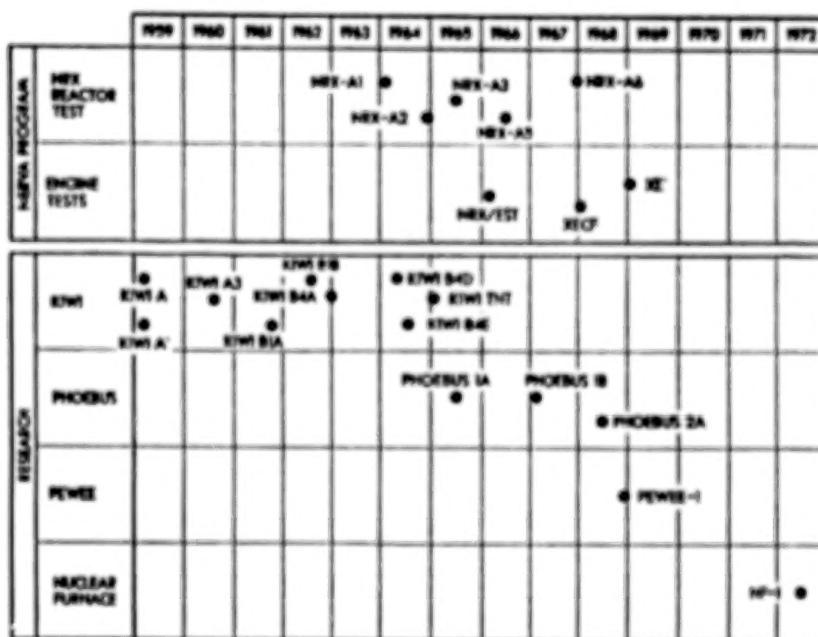 1959 1960 1961 1962 1963 1964 1965 1966 1967 1968 1969 1970 1971 1972
NERVA PROGRAM
NRX
REACTOR
TEST
NRX-A1
NRX-A2
NRX-A3
NRX-A5
NRX-A6
ENGINE
TESTS
NRX/EST
XECF
XE'
RESEARCH
KIWI
KIWI A
KIWI A'
KIWI A3
KIWI B1A
KIWI B1B
KIWI B4A
KIWI B4D
KIWI TNT
KIWI B4E
PHOEBUS
PHOEBUS 1A
PHOEBUS 1B
PHOEBUS 2A
PEWEE
PEWEE-1
NUCLEAR
FURNACE
NF-1